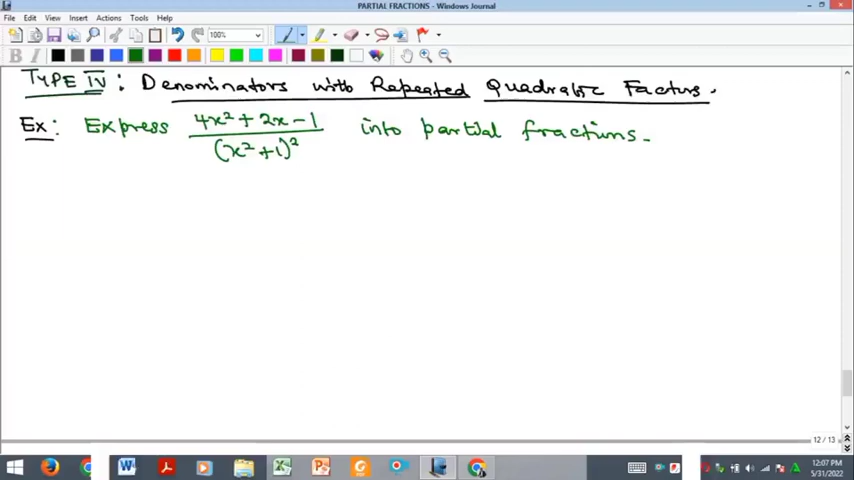 PARTIAL FRACTIONS - Windows Journal
File Edit View Insert Actions Tools Help
100%
B I
TYPE IV : Denominators with Repeated Quadratic Factors.
Ex: Express (4x² + 2x - 1)/(x² + 1)² into partial fractions.
12 / 13
12:07 PM
5/31/2022